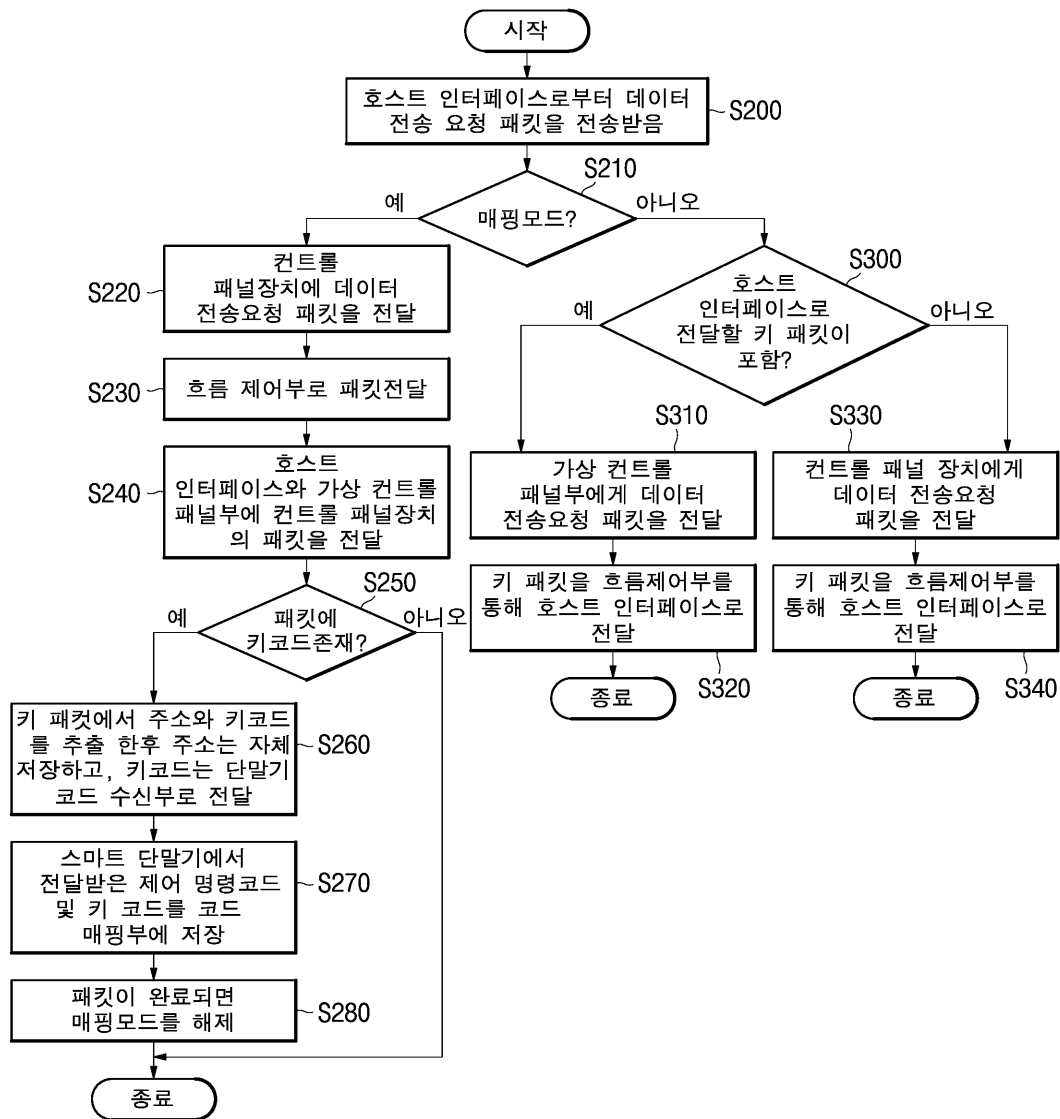 시작
호스트 인터페이스로부터 데이터
전송 요청 패킷을 전송받음
S200
S210
예
매핑모드?
아니오
컨트롤
패널장치에 데이터
전송요청 패킷을 전달
S220
S300
호스트
인터페이스로
전달할 키 패킷이
포함?
예
아니오
흐름 제어부로 패킷전달
S230
호스트
인터페이스와 가상 컨트롤
패널부에 컨트롤 패널장치
의 패킷을 전달
S240
S310
가상 컨트롤
패널부에게 데이터
전송요청 패킷을 전달
S330
컨트롤 패널 장치에게
데이터 전송요청
패킷을 전달
S250
예
패킷에
키코드존재?
아니오
키 패킷을 흐름제어부를
통해 호스트 인터페이스로
전달
S320
키 패킷을 흐름제어부를
통해 호스트 인터페이스로
전달
S340
종료
종료
키 패컷에서 주소와 키코드
를 추출 한후 주소는 자체
저장하고, 키코드는 단말기
코드 수신부로 전달
S260
스마트 단말기에서
전달받은 제어 명령코드
및 키 코드를 코드
매핑부에 저장
S270
패킷이 완료되면
매핑모드를 해제
S280
종료